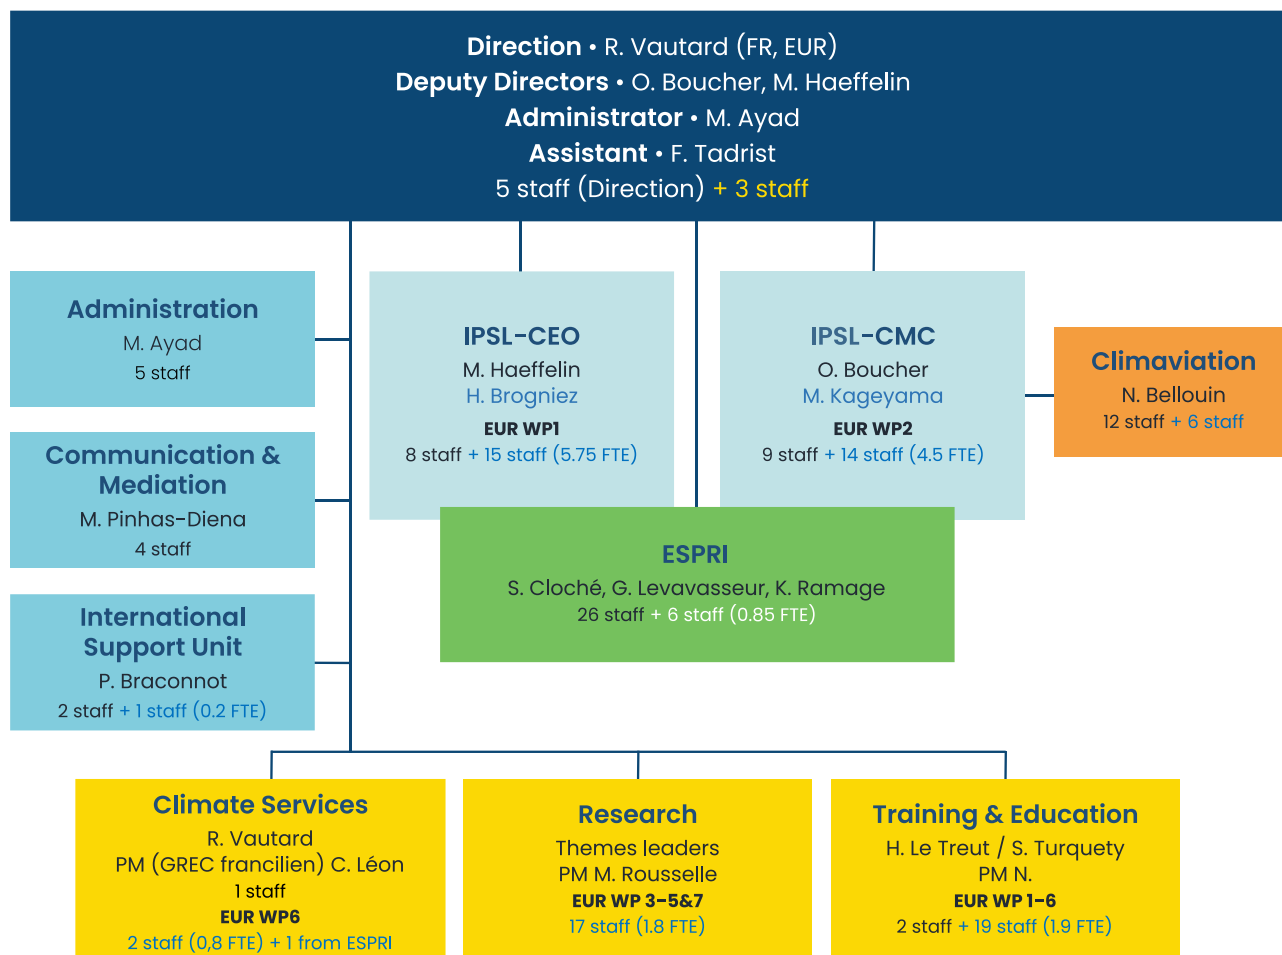 Direction • R. Vautard (FR, EUR)
Deputy Directors • O. Boucher, M. Haeffelin
Administrator • M. Ayad
Assistant • F. Tadrist
5 staff (Direction) + 3 staff
Administration
M. Ayad
5 staff
Communication &
Mediation
M. Pinhas-Diena
4 staff
International
Support Unit
P. Braconnot
2 staff + 1 staff (0.2 FTE)
IPSL-CEO
M. Haeffelin
H. Brogniez
EUR WP1
8 staff + 15 staff (5.75 FTE)
IPSL-CMC
O. Boucher
M. Kageyama
EUR WP2
9 staff + 14 staff (4.5 FTE)
Climaviation
N. Bellouin
12 staff + 6 staff
ESPRI
S. Cloché, G. Levavasseur, K. Ramage
26 staff + 6 staff (0.85 FTE)
Climate Services
R. Vautard
PM (GREC francilien) C. Léon
1 staff
EUR WP6
2 staff (0,8 FTE) + 1 from ESPRI
Research
Themes leaders
PM M. Rousselle
EUR WP 3-5&7
17 staff (1.8 FTE)
Training & Education
H. Le Treut / S. Turquety
PM N.
EUR WP 1-6
2 staff + 19 staff (1.9 FTE)